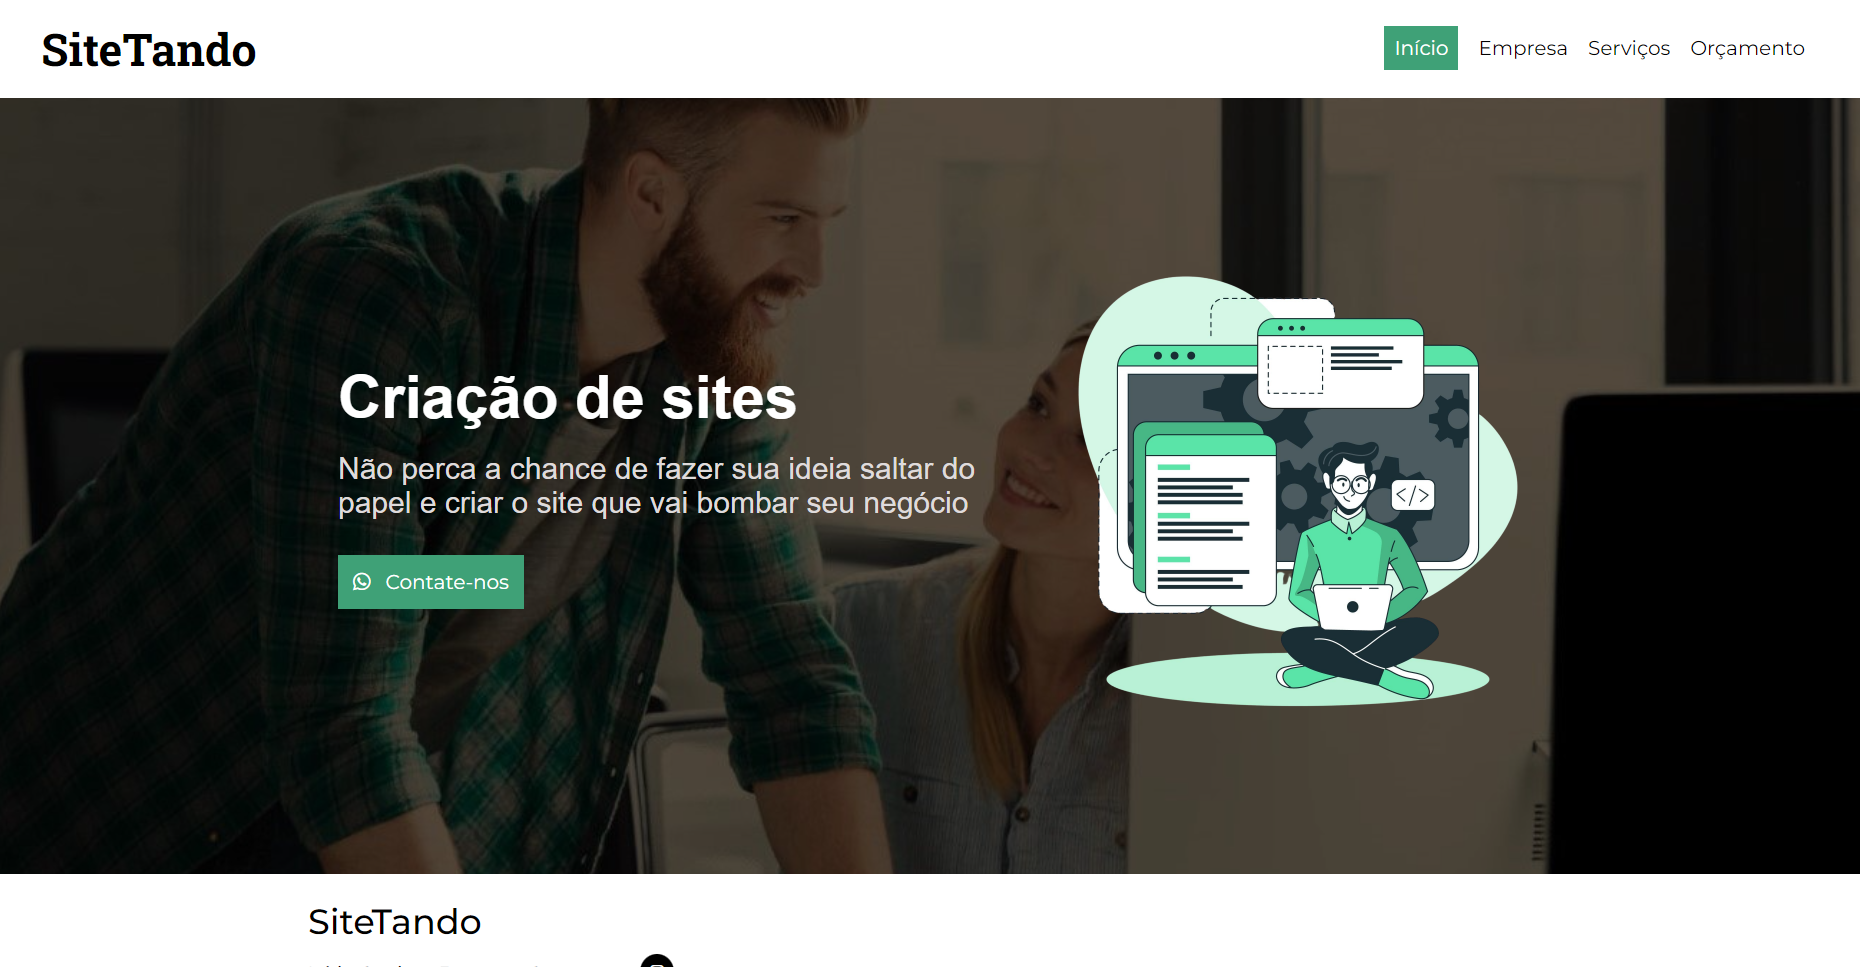 SiteTando
Início Empresa Serviços Orçamento
Criação de sites
Não perca a chance de fazer sua ideia saltar do
papel e criar o site que vai bombar seu negócio
</>
Contate-nos
SiteTando